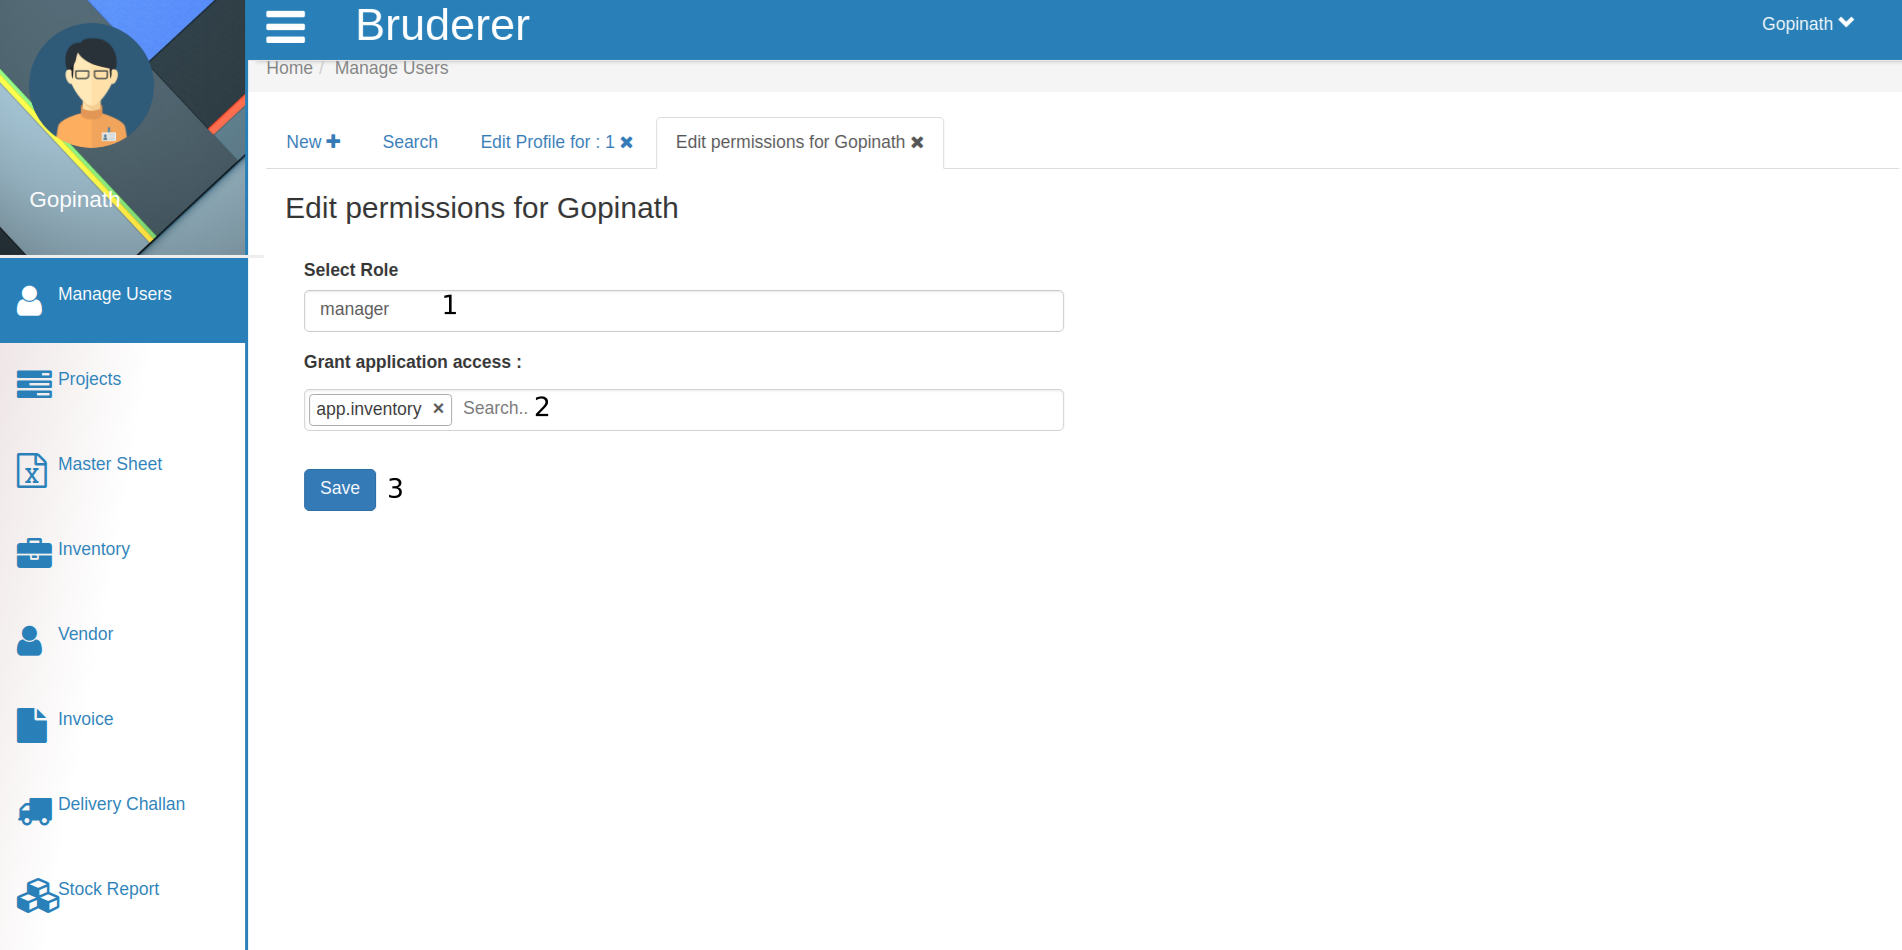 Bruderer
Gopinath
Home / Manage Users
New
Search
Edit Profile for : 1
Edit permissions for Gopinath
Gopinath
Edit permissions for Gopinath
Select Role
manager 1
Grant application access :
app.inventory × Search.. 2
Save 3
Manage Users
Projects
Master Sheet
Inventory
Vendor
Invoice
Delivery Challan
Stock Report